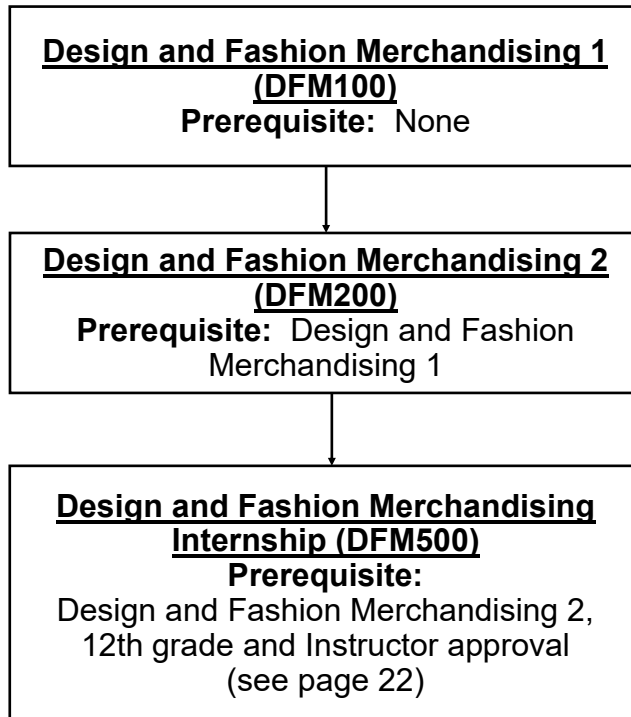 Design and Fashion Merchandising 1
(DFM100)
Prerequisite: None
Design and Fashion Merchandising 2
(DFM200)
Prerequisite: Design and Fashion
Merchandising 1
Design and Fashion Merchandising
Internship (DFM500)
Prerequisite:
Design and Fashion Merchandising 2,
12th grade and Instructor approval
(see page 22)